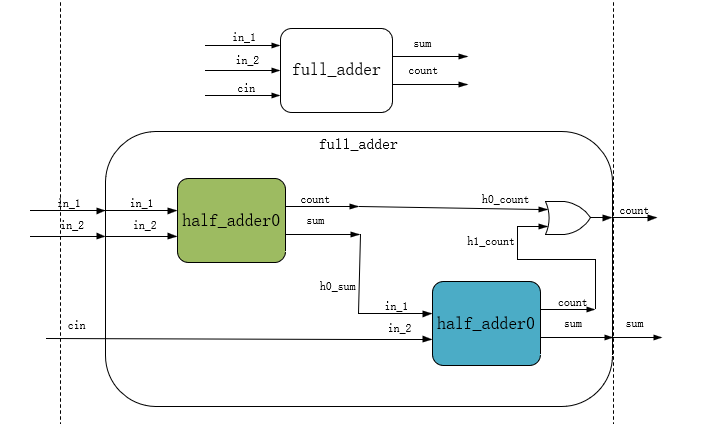 in_1
sum
in_2
full_adder
count
cin
full_adder
in_1
in_1
count
h0_count
count
in_2
in_2
half_adder0
sum
h1_count
h0_sum
in_1
count
cin
in_2
half_adder0
sum
sum